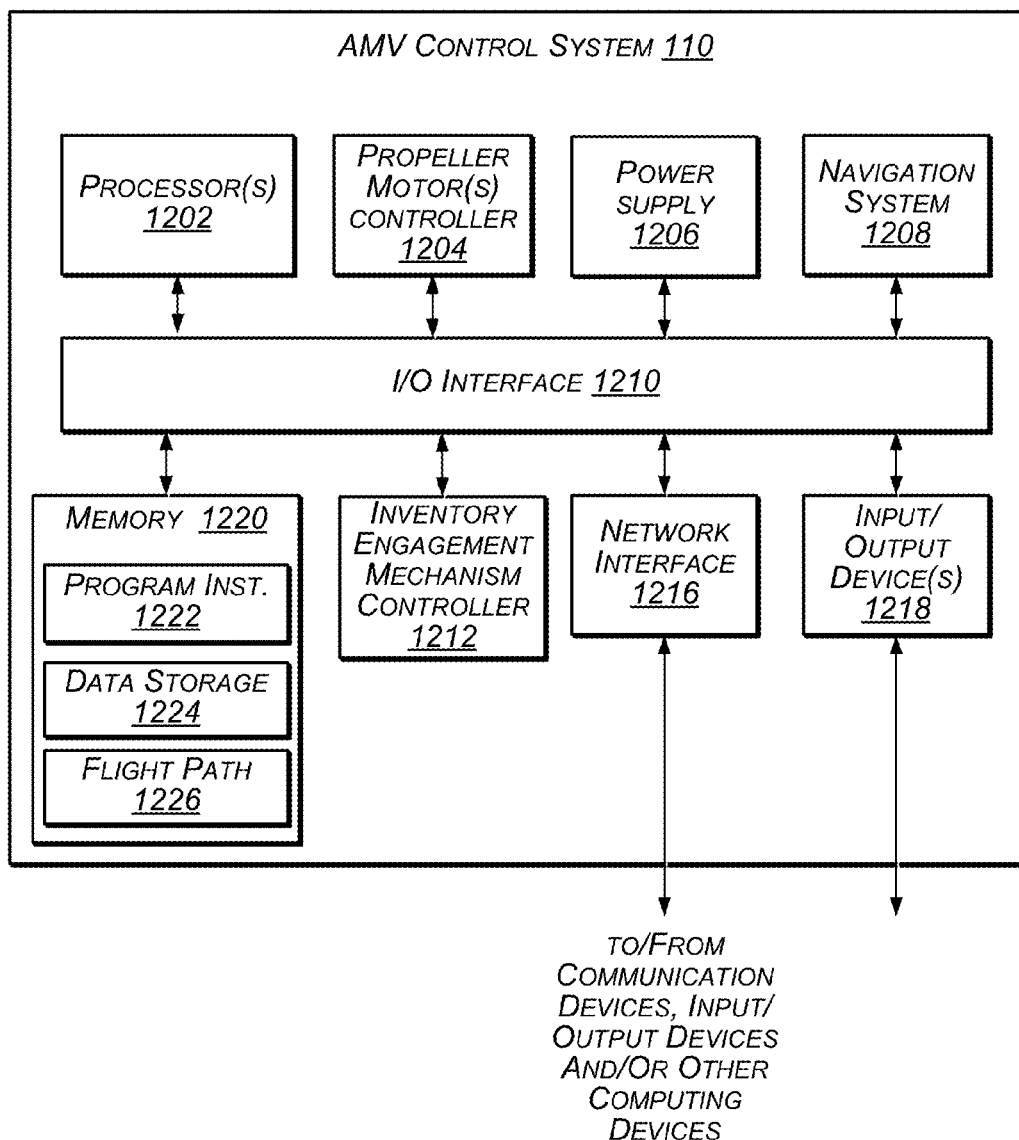 AMV CONTROL SYSTEM 110
PROCESSOR(S)
1202
PROPELLER
MOTOR(S)
CONTROLLER
1204
POWER
SUPPLY
1206
NAVIGATION
SYSTEM
1208
I/O INTERFACE 1210
MEMORY 1220
PROGRAM INST.
1222
DATA STORAGE
1224
FLIGHT PATH
1226
INVENTORY
ENGAGEMENT
MECHANISM
CONTROLLER
1212
NETWORK
INTERFACE
1216
INPUT/
OUTPUT
DEVICE(S)
1218
TO/FROM
COMMUNICATION
DEVICES, INPUT/
OUTPUT DEVICES
AND/OR OTHER
COMPUTING
DEVICES